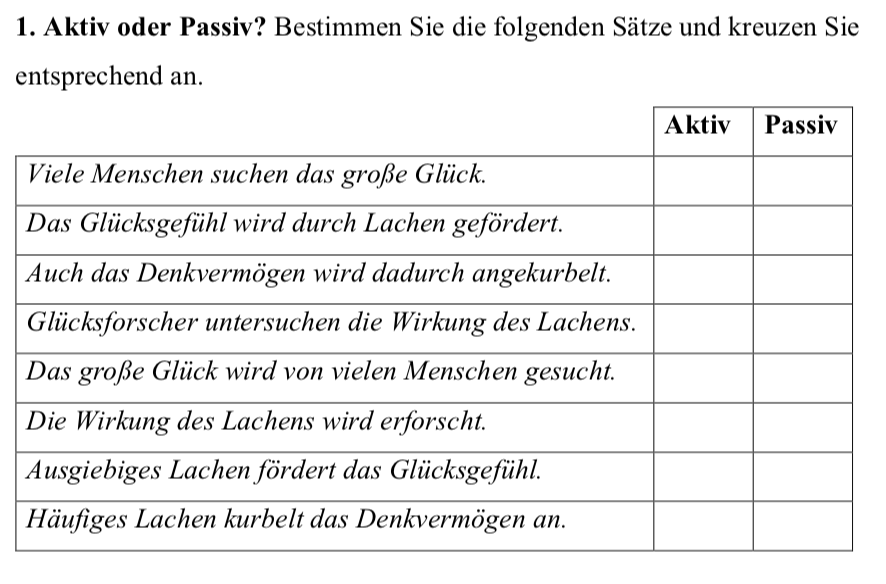 1. Aktiv oder Passiv? Bestimmen Sie die folgenden Sätze und kreuzen Sie
entsprechend an.
Aktiv Passiv
Viele Menschen suchen das große Glück.
Das Glücksgefühl wird durch Lachen gefördert.
Auch das Denkvermögen wird dadurch angekurbelt.
Glücksforscher untersuchen die Wirkung des Lachens.
Das große Glück wird von vielen Menschen gesucht.
Die Wirkung des Lachens wird erforscht.
Ausgiebiges Lachen fördert das Glücksgefühl.
Häufiges Lachen kurbelt das Denkvermögen an.